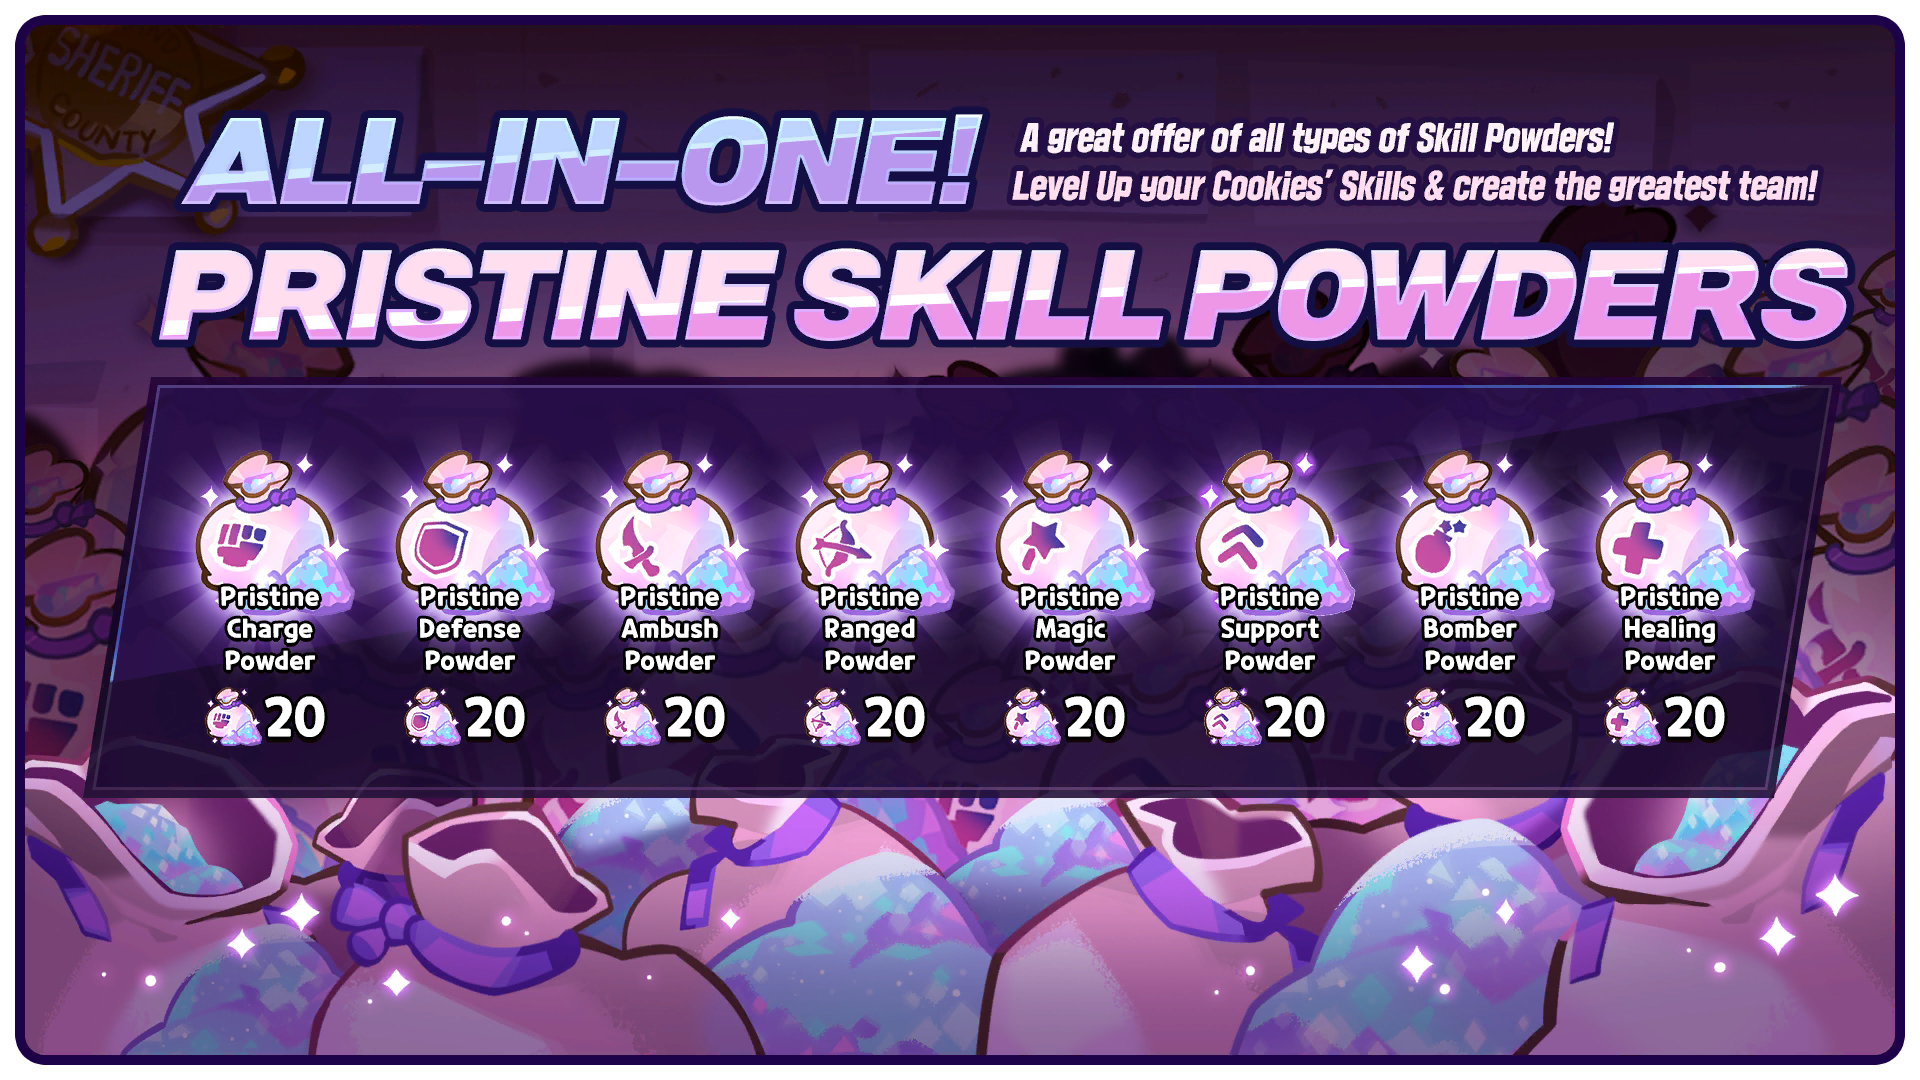 SHERIFF
COUNTY
ALL-IN-ONE!
A great offer of all types of Skill Powders!
Level Up your Cookies' Skills & create the greatest team!
PRISTINE SKILL POWDERS
Pristine
Charge
Powder
20
Pristine
Defense
Powder
20
Pristine
Ambush
Powder
20
Pristine
Ranged
Powder
20
Pristine
Magic
Powder
20
Pristine
Support
Powder
20
Pristine
Bomber
Powder
20
Pristine
Healing
Powder
20